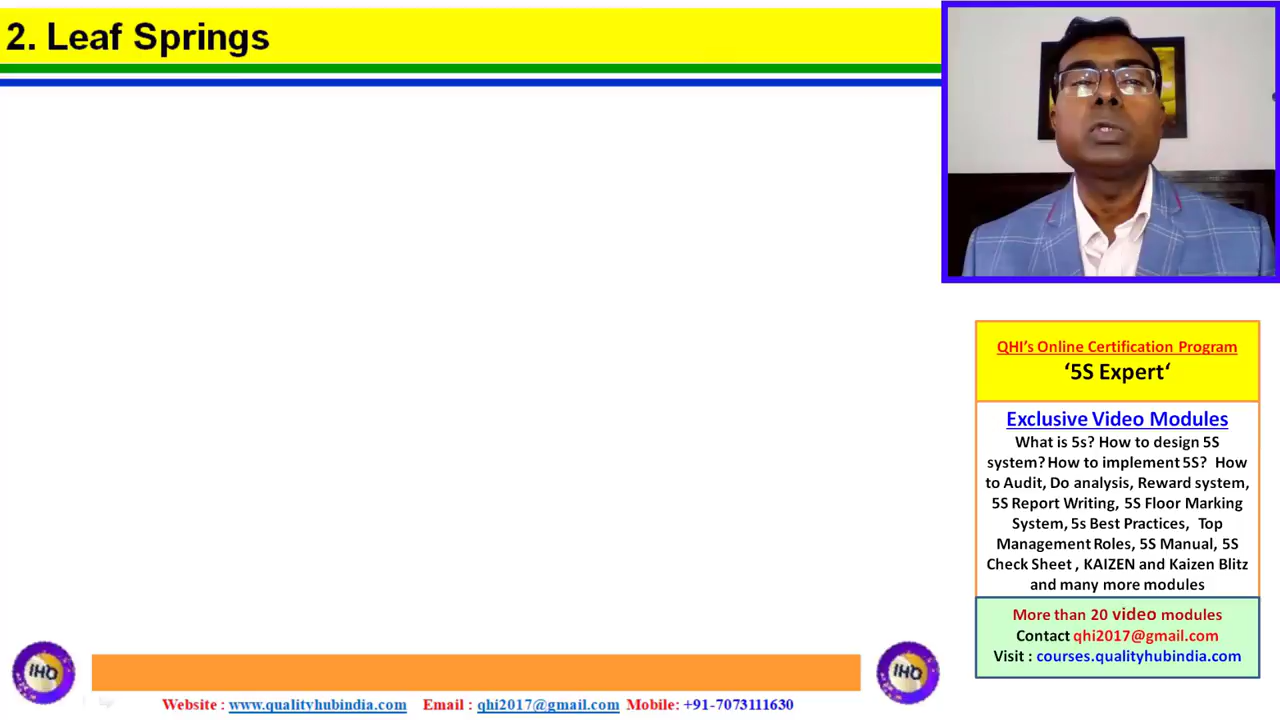 2. Leaf Springs
QHI's Online Certification Program
‘5S Expert‘
Exclusive Video Modules
What is 5s? How to design 5S
system? How to implement 5S? How
to Audit, Do analysis, Reward system,
5S Report Writing, 5S Floor Marking
System, 5s Best Practices, Top
Management Roles, 5S Manual, 5S
Check Sheet , KAIZEN and Kaizen Blitz
and many more modules
More than 20 video modules
Contact qhi2017@gmail.com
Visit : courses.qualityhubindia.com
IHQ
IHQ
Website : www.qualityhubindia.com Email : qhi2017@gmail.com Mobile: +91-7073111630